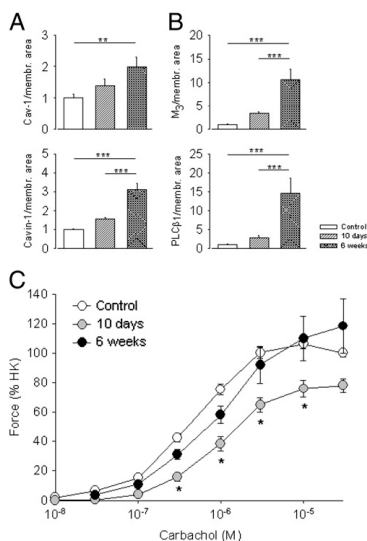 A
B
**
Cav-1/membr. area
3
2
1
0
***
***
M3/membr. area
15
10
5
0
***
***
Cavin-1/membr. area
4
3
2
1
0
***
***
PLCβ1/membr. area
20
15
10
5
0
Control
10 days
6 weeks
C
Control
10 days
6 weeks
Force (% HK)
140
120
100
80
60
40
20
0
* * * *
10-8 10-7 10-6 10-5
Carbachol (M)